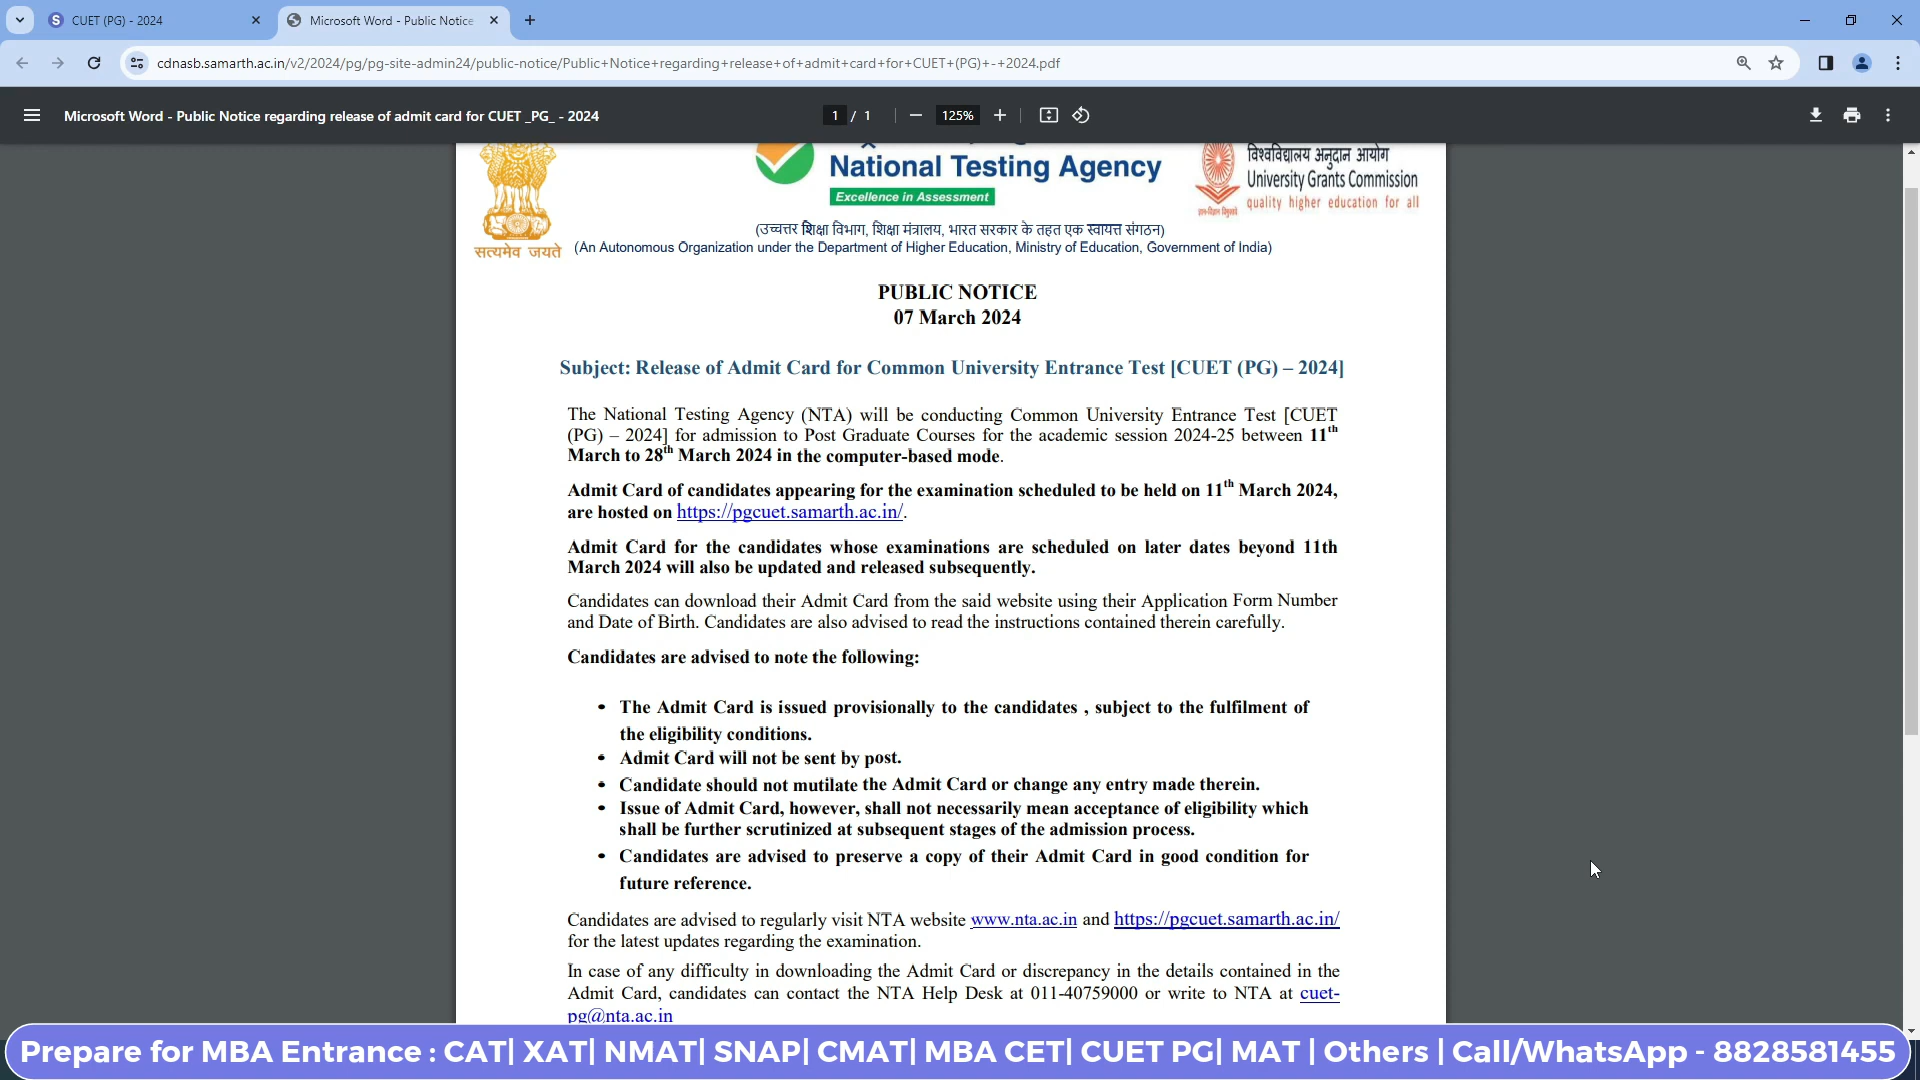 CUET (PG) - 2024
Microsoft Word - Public Notice
cdnasb.samarth.ac.in/v2/2024/pg/pg-site-admin24/public-notice/Public+Notice+regarding+release+of+admit+card+for+CUET+(PG)+-+2024.pdf
Microsoft Word - Public Notice regarding release of admit card for CUET _PG_ - 2024
1 / 1
125%
National Testing Agency
Excellence in Assessment
विश्वविद्यालय अनुदान आयोग
University Grants Commission
quality higher education for all
ज्ञान-विज्ञान विमुक्तये
(उच्चतर शिक्षा विभाग, शिक्षा मंत्रालय, भारत सरकार के तहत एक स्वायत्त संगठन)
सत्यमेव जयते
(An Autonomous Organization under the Department of Higher Education, Ministry of Education, Government of India)
PUBLIC NOTICE
07 March 2024
Subject: Release of Admit Card for Common University Entrance Test [CUET (PG) – 2024]
The National Testing Agency (NTA) will be conducting Common University Entrance Test [CUET
(PG) – 2024] for admission to Post Graduate Courses for the academic session 2024-25 between 11th
March to 28th March 2024 in the computer-based mode.
Admit Card of candidates appearing for the examination scheduled to be held on 11th March 2024,
are hosted on https://pgcuet.samarth.ac.in/.
Admit Card for the candidates whose examinations are scheduled on later dates beyond 11th
March 2024 will also be updated and released subsequently.
Candidates can download their Admit Card from the said website using their Application Form Number
and Date of Birth. Candidates are also advised to read the instructions contained therein carefully.
Candidates are advised to note the following:
• The Admit Card is issued provisionally to the candidates , subject to the fulfilment of
the eligibility conditions.
• Admit Card will not be sent by post.
• Candidate should not mutilate the Admit Card or change any entry made therein.
• Issue of Admit Card, however, shall not necessarily mean acceptance of eligibility which
shall be further scrutinized at subsequent stages of the admission process.
• Candidates are advised to preserve a copy of their Admit Card in good condition for
future reference.
Candidates are advised to regularly visit NTA website www.nta.ac.in and https://pgcuet.samarth.ac.in/
for the latest updates regarding the examination.
In case of any difficulty in downloading the Admit Card or discrepancy in the details contained in the
Admit Card, candidates can contact the NTA Help Desk at 011-40759000 or write to NTA at cuet-
pg@nta.ac.in
Prepare for MBA Entrance : CAT| XAT| NMAT| SNAP| CMAT| MBA CET| CUET PG| MAT | Others | Call/WhatsApp - 8828581455